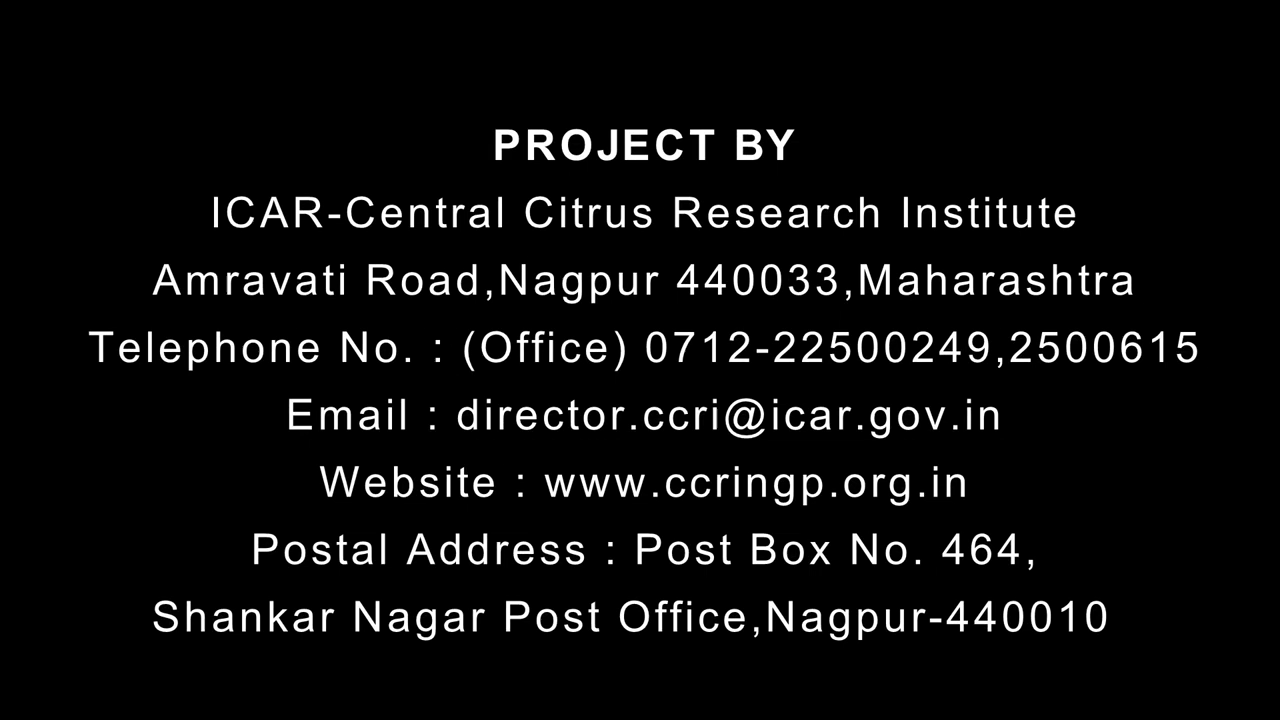 PROJECT BY
ICAR-Central Citrus Research Institute
Amravati Road,Nagpur 440033,Maharashtra
Telephone No. : (Office) 0712-22500249,2500615
Email : director.ccri@icar.gov.in
Website : www.ccringp.org.in
Postal Address : Post Box No. 464,
Shankar Nagar Post Office,Nagpur-440010